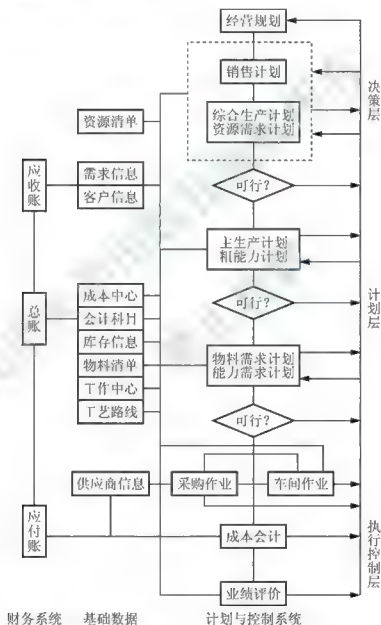 经营规划
销售计划
综合生产计划
资源需求计划
资源清单
应收账
需求信息
客户信息
可行?
决策层
主生产计划
粗能力计划
总账
成本中心
会计科目
库存信息
物料清单
工作中心
工艺路线
可行?
计划层
物料需求计划
能力需求计划
可行?
供应商信息
采购作业
车间作业
应付账
成本会计
执行控制层
业绩评价
财务系统 基础数据 计划与控制系统